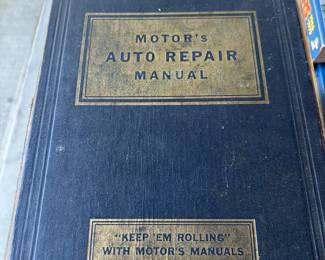 MOTOR's
AUTO REPAIR
MANUAL
"KEEP 'EM ROLLING"
WITH MOTOR'S MANUALS